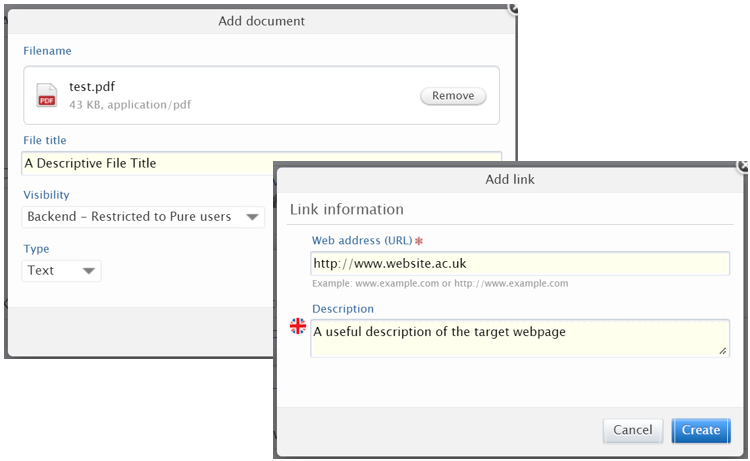 Add document
Filename
PDF
test.pdf
43 KB, application/pdf
Remove
File title
A Descriptive File Title
Visibility
Backend - Restricted to Pure users
Type
Text
Add link
Link information
Web address (URL) *
http://www.website.ac.uk
Example: www.example.com or http://www.example.com
Description
A useful description of the target webpage
Cancel
Create